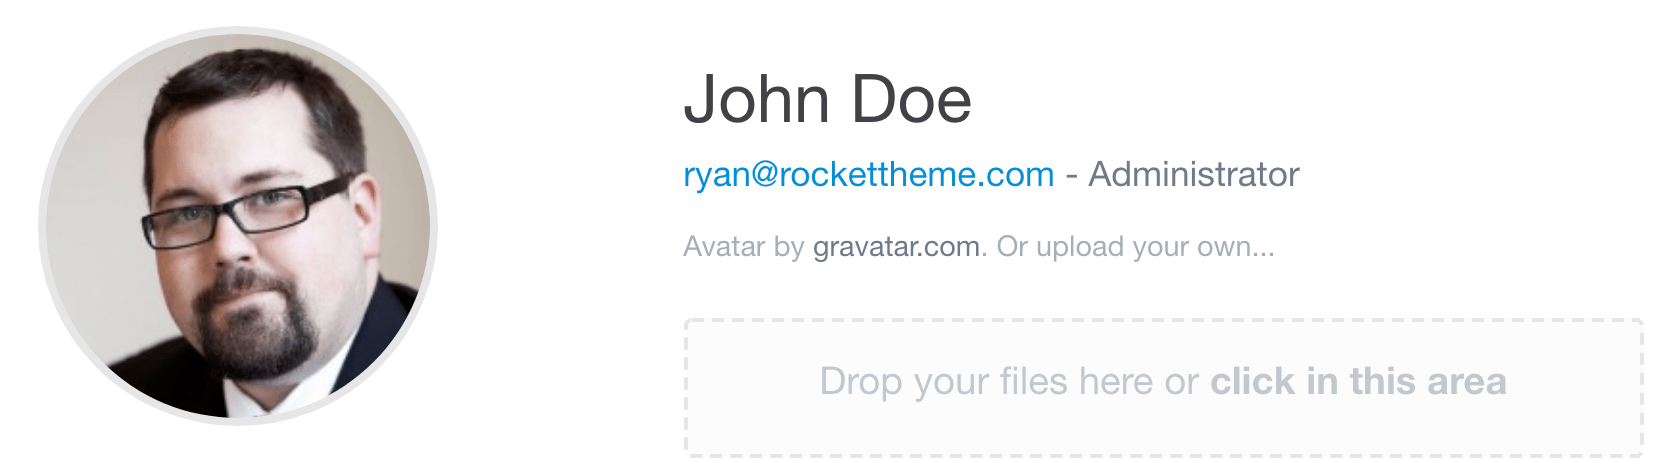 John Doe
ryan@rockettheme.com - Administrator
Avatar by gravatar.com. Or upload your own...
Drop your files here or click in this area